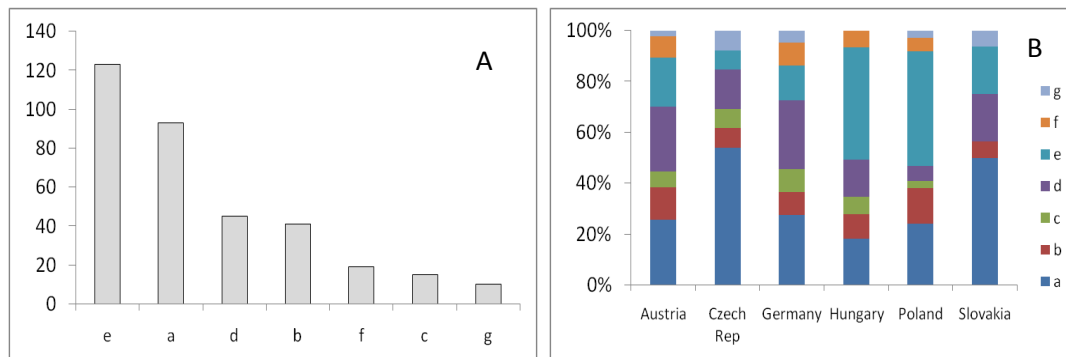 140
120
100
80
60
40
20
0
A
e a d b f c g
100%
80%
60%
40%
20%
0%
B
Austria Czech Rep Germany Hungary Poland Slovakia
g
f
e
d
c
b
a